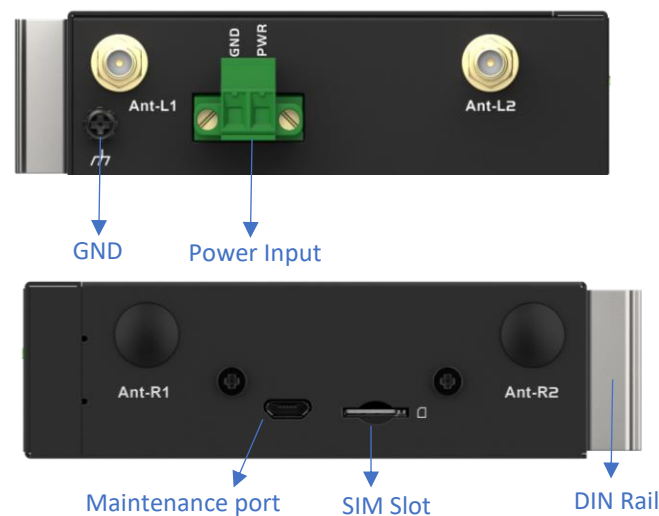 GND
PWR
Ant-L1
Ant-L2
GND
Power Input
Ant-R1
Ant-R2
Maintenance port
SIM Slot
DIN Rail